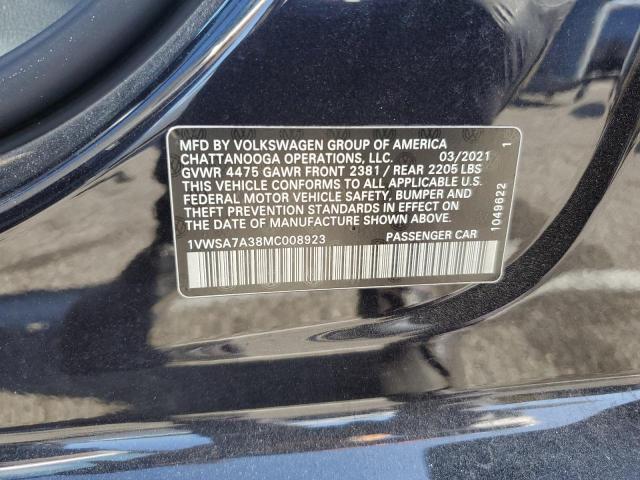 MFD BY VOLKSWAGEN GROUP OF AMERICA
CHATTANOOGA OPERATIONS, LLC. 03/2021
GVWR 4475 GAWR FRONT 2381 / REAR 2205 LBS
THIS VEHICLE CONFORMS TO ALL APPLICABLE U.S.
FEDERAL MOTOR VEHICLE SAFETY, BUMPER AND
THEFT PREVENTION STANDARDS IN EFFECT ON THE
DATE OF MANUFACTURE SHOWN ABOVE.
1VWSA7A38MC008923 PASSENGER CAR
1049622 1